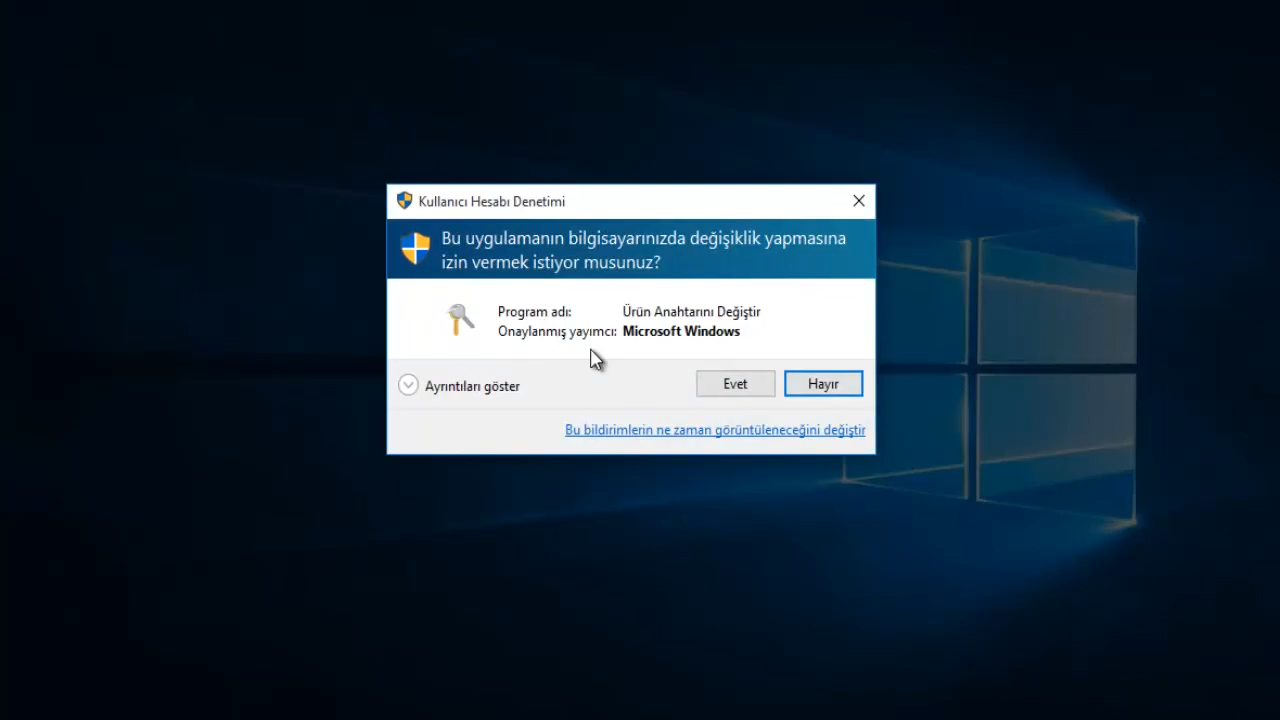 Kullanıcı Hesabı Denetimi
Bu uygulamanın bilgisayarınızda değişiklik yapmasına
izin vermek istiyor musunuz?
Program adı: Ürün Anahtarını Değiştir
Onaylanmış yayımcı: Microsoft Windows
Ayrıntıları göster Evet Hayır
Bu bildirimlerin ne zaman görüntüleneceğini değiştir